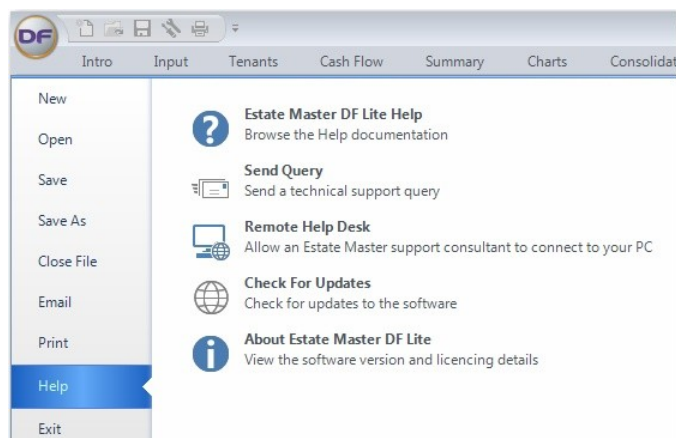 DF
Intro Input Tenants Cash Flow Summary Charts Consolidat
New
Open
Save
Save As
Close File
Email
Print
Help
Exit
Estate Master DF Lite Help
Browse the Help documentation
Send Query
Send a technical support query
Remote Help Desk
Allow an Estate Master support consultant to connect to your PC
Check For Updates
Check for updates to the software
About Estate Master DF Lite
View the software version and licencing details